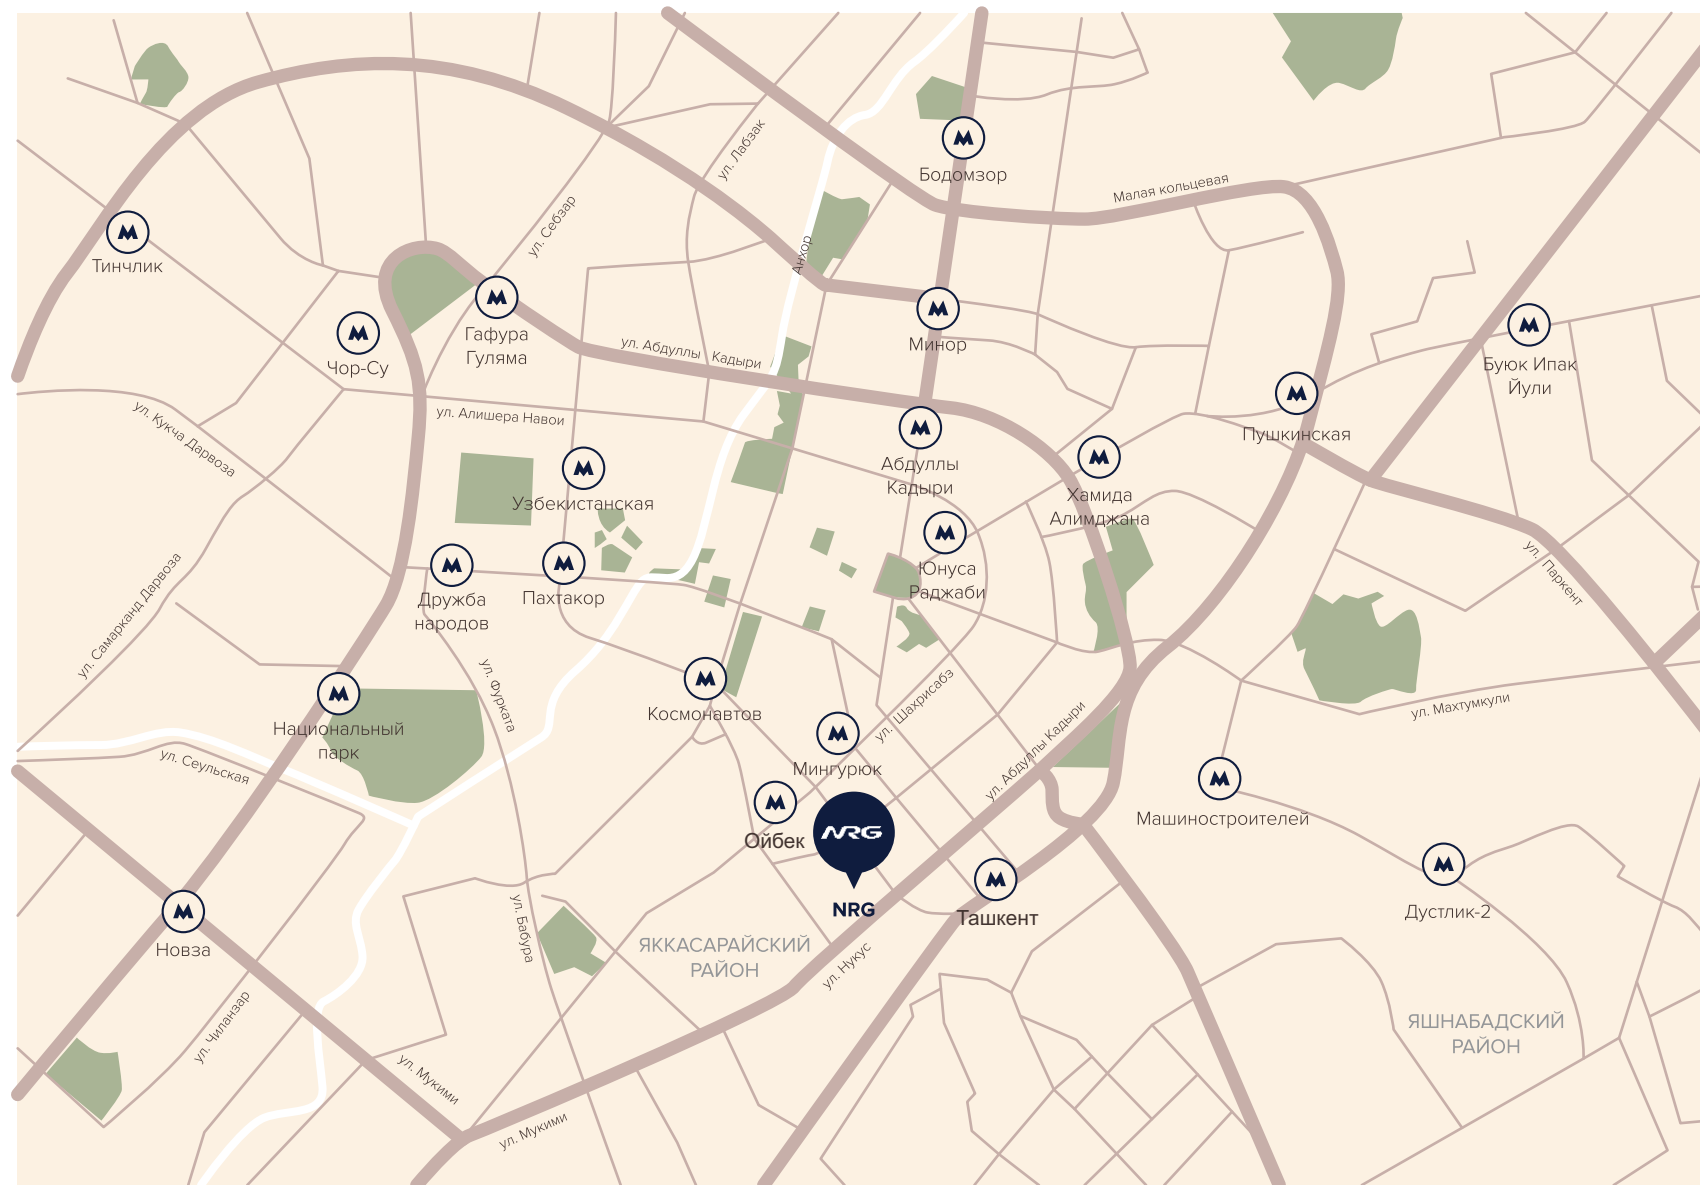 ул. Лабзак
Бодомзор
Малая кольцевая
ул. Себзар
Тинчлик
Анхор
Гафура
Гуляма
Чор-Су
ул. Абдуллы Кадыри
Минор
Буюк Ипак
Йули
ул. Кукча Дарвоза
ул. Алишера Навои
Пушкинская
Абдуллы
Кадыри
Хамида
Алимджана
Узбекистанская
Юнуса
Раджаби
ул. Паркент
Дружба
народов
Пахтакор
ул. Самарканд Дарвоза
ул. Фурката
ул. Шахрисабз
Космонавтов
ул. Махтумкули
Национальный
парк
ул. Абдуллы Кадыри
ул. Сеульская
Мингурюк
Машиностроителей
Ойбек
NRG
NRG
Ташкент
Дустлик-2
ул. Бабура
Новза
ЯККАСАРАЙСКИЙ
РАЙОН
ул. Нукус
ул. Чиланзар
ЯШНАБАДСКИЙ
РАЙОН
ул. Мукими
ул. Мукими